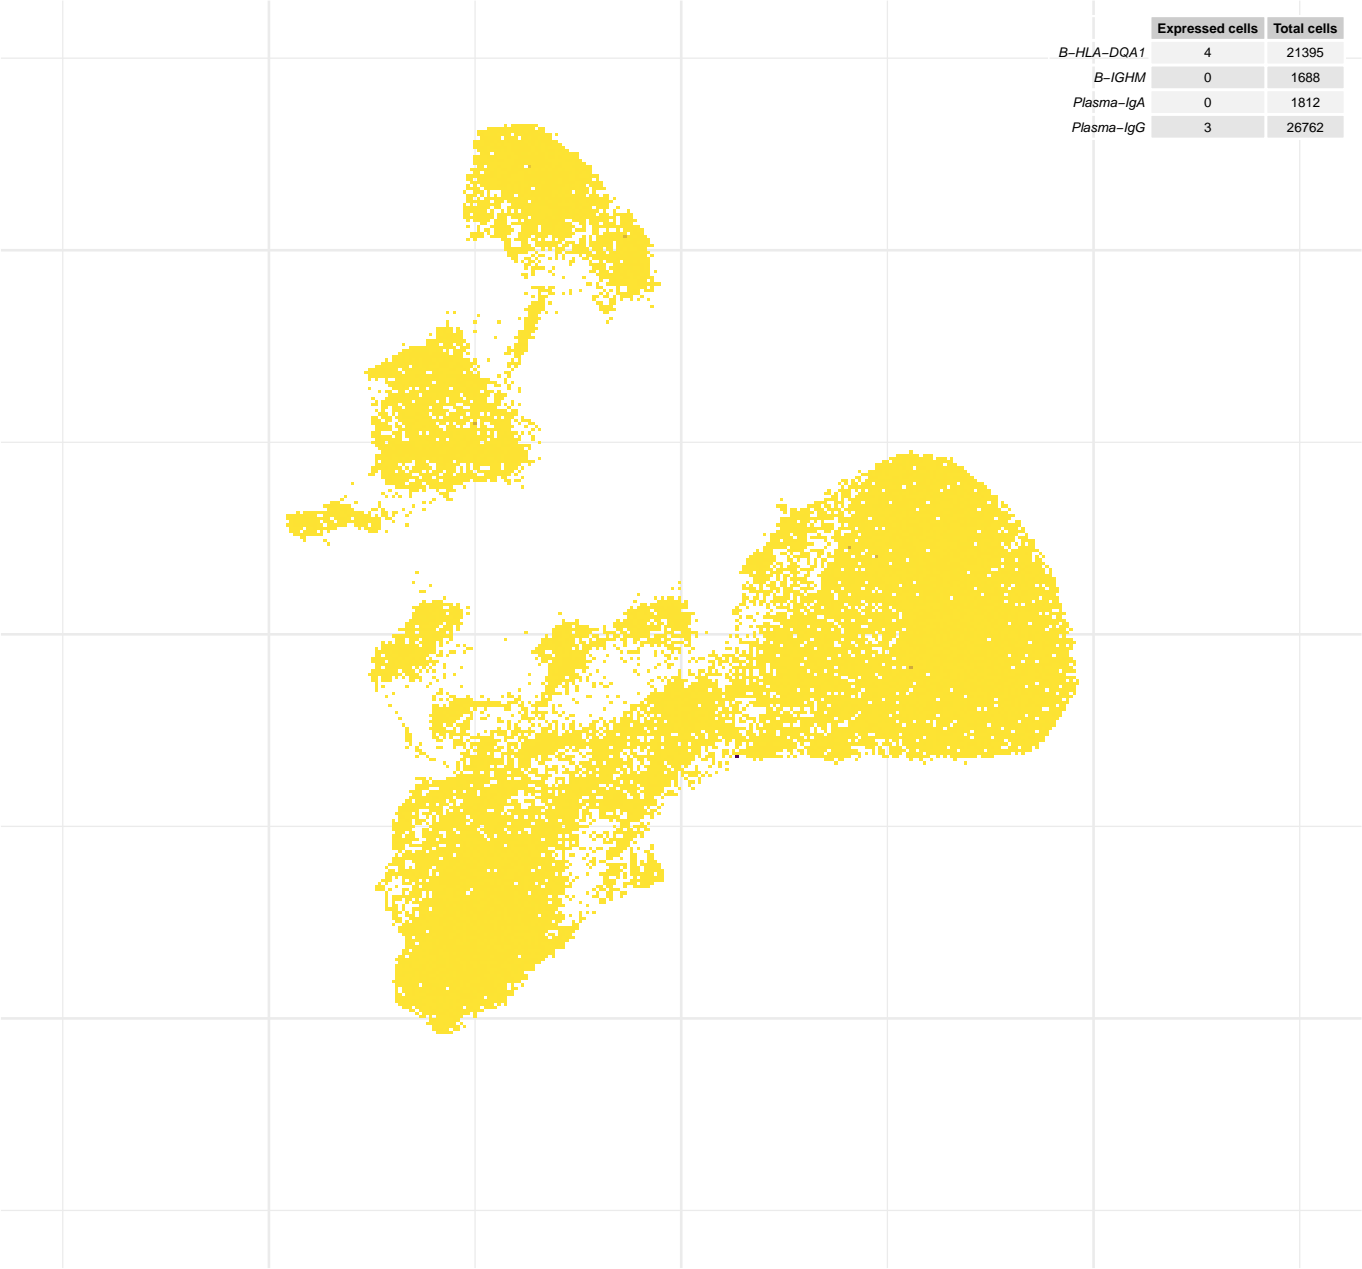 Expressed cells Total cells
B−HLA−DQA1 4 21395
B−IGHM 0 1688
Plasma−IgA 0 1812
Plasma−IgG 3 26762